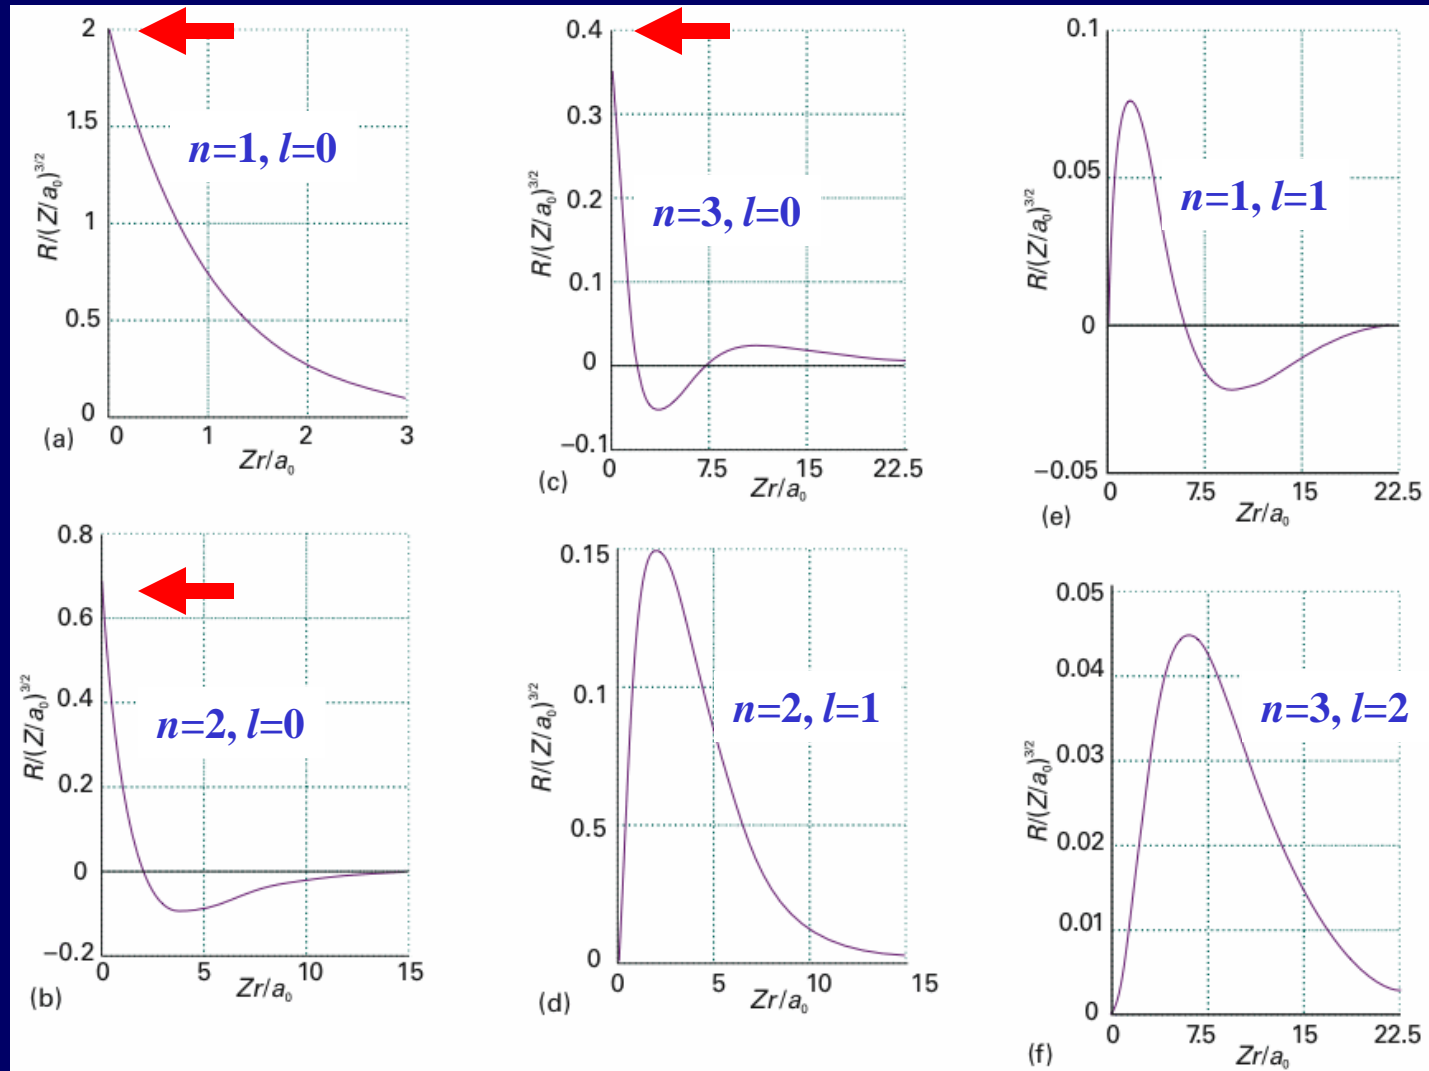 2
1.5
1
0.5
0
R/(Z/a₀)^3/2
n=1, l=0
0 1 2 3
Zr/a₀
(a)
0.8
0.6
0.4
0.2
0
−0.2
R/(Z/a₀)^3/2
n=2, l=0
0 5 10 15
Zr/a₀
(b)
0.4
0.3
0.2
0.1
0
−0.1
R/(Z/a₀)^3/2
n=3, l=0
0 7.5 15 22.5
Zr/a₀
(c)
0.15
0.1
0.5
0
R/(Z/a₀)^3/2
n=2, l=1
0 5 10 15
Zr/a₀
(d)
0.1
0.05
0
−0.05
R/(Z/a₀)^3/2
n=1, l=1
0 7.5 15 22.5
Zr/a₀
(e)
0.05
0.04
0.03
0.02
0.01
0
R/(Z/a₀)^3/2
n=3, l=2
0 7.5 15 22.5
Zr/a₀
(f)